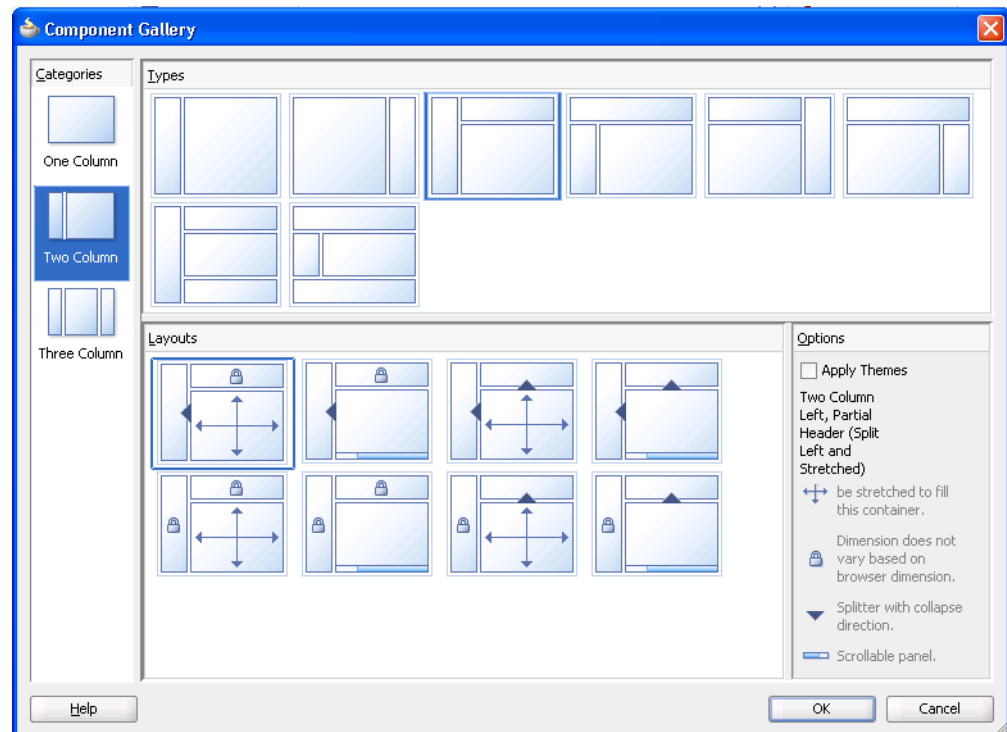 Component Gallery
Categories
One Column
Two Column
Three Column
Types
Layouts
Options
Apply Themes
Two Column
Left, Partial
Header (Split
Left and
Stretched)
be stretched to fill
this container.
Dimension does not
vary based on
browser dimension.
Splitter with collapse
direction.
Scrollable panel.
Help
OK
Cancel